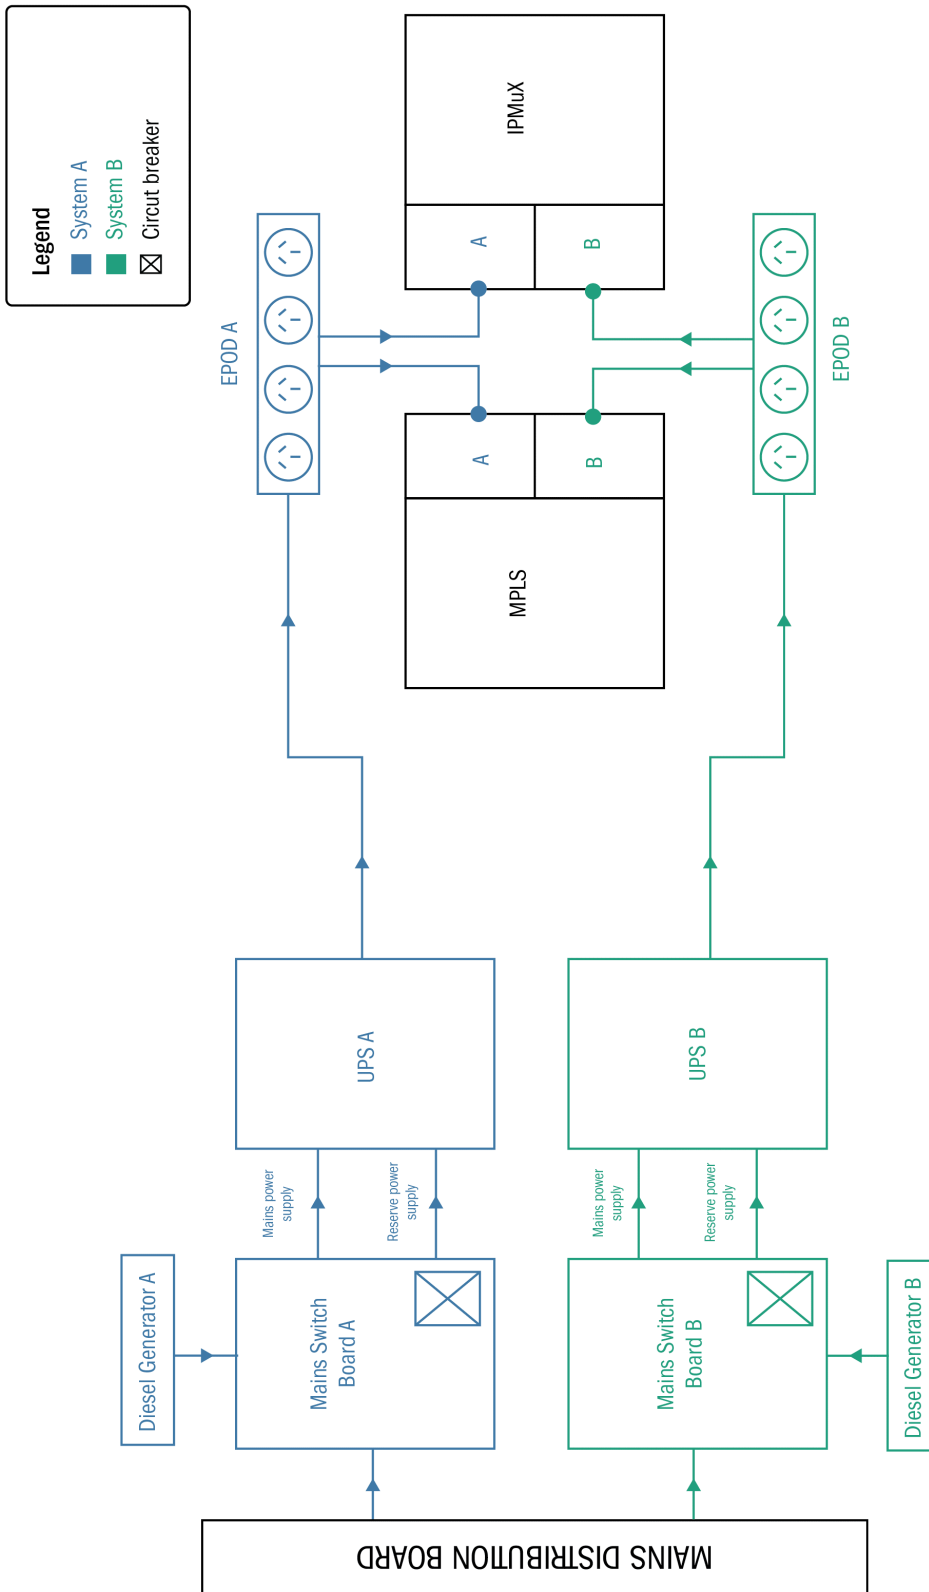 Legend
System A
System B
Circut breaker
EPOD A
IPMuX
A
B
A
B
MPLS
EPOD B
UPS A
UPS B
Mains power
supply
Reserve power
supply
Mains power
supply
Reserve power
supply
Diesel Generator A
Mains Switch
Board A
Mains Switch
Board B
Diesel Generator B
MAINS DISTRIBUTION BOARD